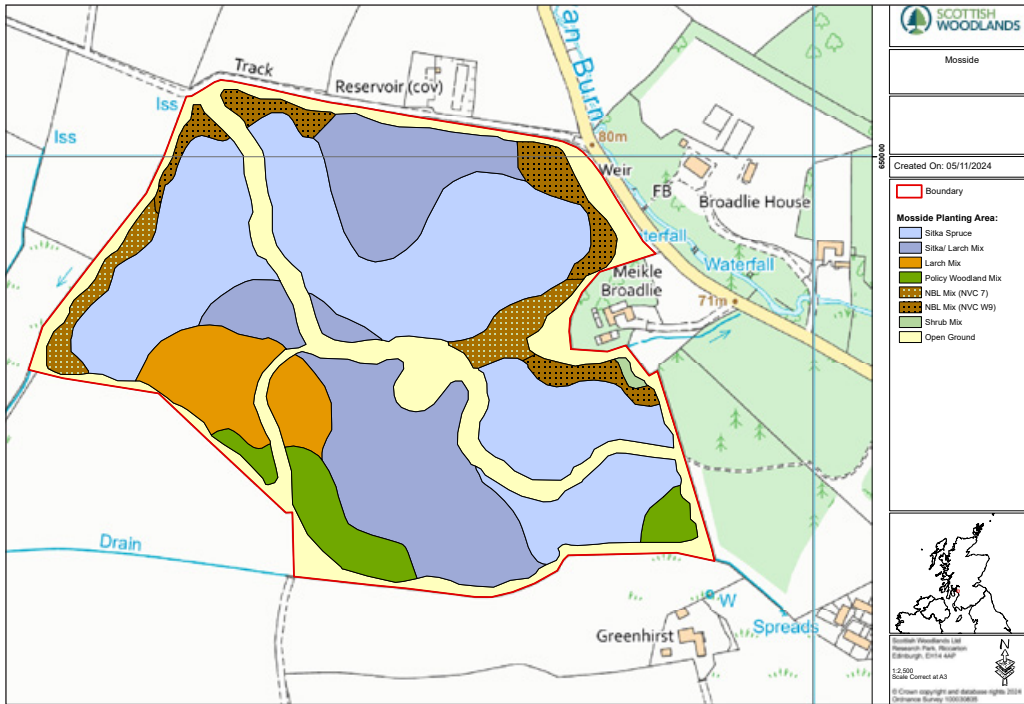 SCOTTISH
WOODLANDS
Mosside
Created On: 05/11/2024
Boundary
Mosside Planting Area:
Sitka Spruce
Sitka/ Larch Mix
Larch Mix
Policy Woodland Mix
NBL Mix (NVC 7)
NBL Mix (NVC W9)
Shrub Mix
Open Ground
an Burn
Track
Reservoir (cov)
Iss
Iss
80m
Weir
FB
Broadlie House
terfall
Waterfall
Meikle
Broadlie
71m
Drain
W
Greenhirst
Spreads
650000
N
Scottish Woodlands Ltd
Research Park, Riccarton
Edinburgh, EH14 4AP
1:2,500
Scale Correct at A3
© Crown copyright and database rights 2024
Ordnance Survey 100030835